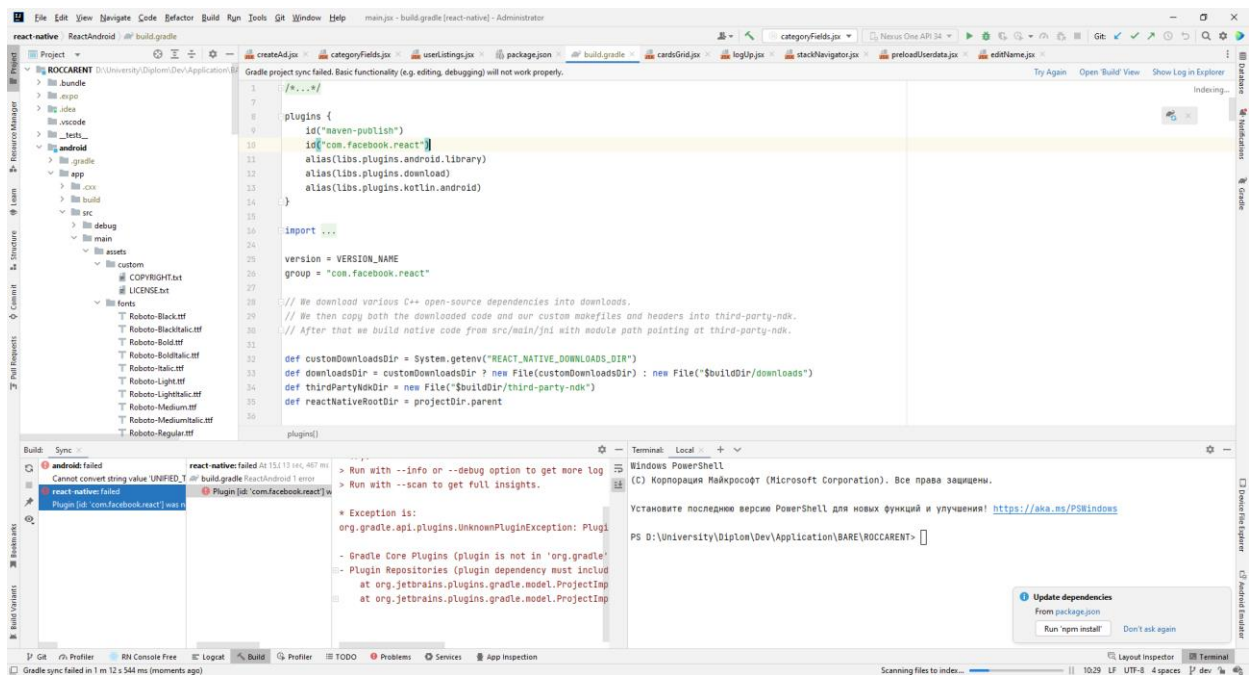 File Edit View Navigate Code Refactor Build Run Tools Git Window Help main.jsx - build.gradle [react-native] - Administrator
react-native ReactAndroid build.gradle categoryFields.jsx Nexus One API 34 Git:
Project createAd.jsx categoryFields.jsx userListings.jsx package.json build.gradle cardsGrid.jsx logUp.jsx stackNavigator.jsx preloadUserdata.jsx editName.jsx
ROCCARENT D:\University\Diplom\Dev\Application\ Gradle project sync failed. Basic functionality (e.g. editing, debugging) will not work properly. Try Again Open 'Build' View Show Log in Explorer
.bundle
.expo
.idea
.vscode
__tests__
android
.gradle
app
.cxx
build
src
debug
main
assets
custom
COPYRIGHT.txt
LICENSE.txt
fonts
Roboto-Black.ttf
Roboto-BlackItalic.ttf
Roboto-Bold.ttf
Roboto-BoldItalic.ttf
Roboto-Italic.ttf
Roboto-Light.ttf
Roboto-LightItalic.ttf
Roboto-Medium.ttf
Roboto-MediumItalic.ttf
Roboto-Regular.ttf
Indexing...
1 /*...*/
7
8 plugins {
9 id("maven-publish")
10 id("com.facebook.react")
11 alias(libs.plugins.android.library)
12 alias(libs.plugins.download)
13 alias(libs.plugins.kotlin.android)
14 }
15
16 import ...
24
25 version = VERSION_NAME
26 group = "com.facebook.react"
27
28 // We download various C++ open-source dependencies into downloads.
29 // We then copy both the downloaded code and our custom makefiles and headers into third-party-ndk.
30 // After that we build native code from src/main/jni with module path pointing at third-party-ndk.
31
32 def customDownloadsDir = System.getenv("REACT_NATIVE_DOWNLOADS_DIR")
33 def downloadsDir = customDownloadsDir ? new File(customDownloadsDir) : new File("$buildDir/downloads")
34 def thirdPartyNdkDir = new File("$buildDir/third-party-ndk")
35 def reactNativeRootDir = projectDir.parent
36
plugins{}
Project
Resource Manager
Learn
Structure
Commit
Pull Requests
Bookmarks
Build Variants
Database
Notifications
Gradle
Device File Explorer
Android Emulator
Build: Sync
android: failed
Cannot convert string value 'UNIFIED_T
react-native: failed
Plugin [id: 'com.facebook.react'] was n
react-native: failed At 15.( 13 sec, 467 ms
build.gradle ReactAndroid 1 error
Plugin [id: 'com.facebook.react'] w
> Run with --info or --debug option to get more log
> Run with --scan to get full insights.
* Exception is:
org.gradle.api.plugins.UnknownPluginException: Plugi
- Gradle Core Plugins (plugin is not in 'org.gradle'
- Plugin Repositories (plugin dependency must includ
at org.jetbrains.plugins.gradle.model.ProjectImp
at org.jetbrains.plugins.gradle.model.ProjectImp
Terminal: Local
Windows PowerShell
(C) Корпорация Майкрософт (Microsoft Corporation). Все права защищены.
Установите последнюю версию PowerShell для новых функций и улучшения! https://aka.ms/PSWindows
PS D:\University\Diplom\Dev\Application\BARE\ROCCARENT>
Update dependencies
From package.json
Run 'npm install' Don't ask again
Git Profiler RN Console Free Logcat Build Profiler TODO Problems Services App Inspection Layout Inspector Terminal
Gradle sync failed in 1 m 12 s 544 ms (moments ago) Scanning files to index... 10:29 LF UTF-8 4 spaces dev